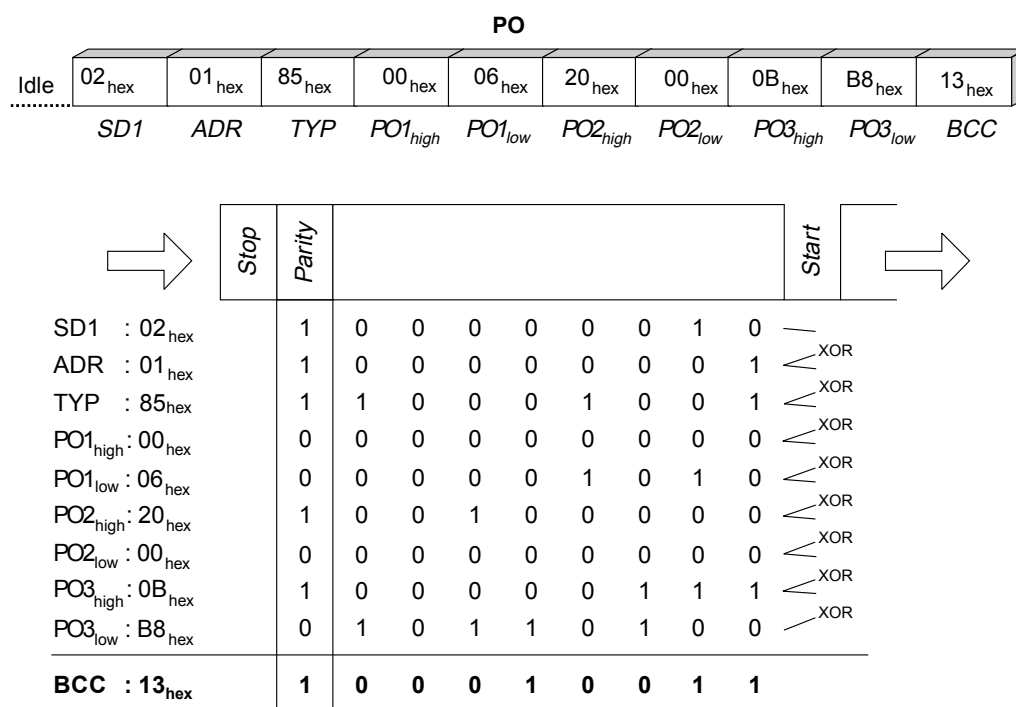 PO
Idle 02hex 01hex 85hex 00hex 06hex 20hex 00hex 0Bhex B8hex 13hex
SD1 ADR TYP PO1high PO1low PO2high PO2low PO3high PO3low BCC
Stop Parity Start
SD1 : 02hex 1 0 0 0 0 0 0 1 0
XOR
ADR : 01hex 1 0 0 0 0 0 0 0 1
XOR
TYP : 85hex 1 1 0 0 0 1 0 0 1
XOR
PO1high : 00hex 0 0 0 0 0 0 0 0 0
XOR
PO1low : 06hex 0 0 0 0 0 1 0 1 0
XOR
PO2high : 20hex 1 0 0 1 0 0 0 0 0
XOR
PO2low : 00hex 0 0 0 0 0 0 0 0 0
XOR
PO3high : 0Bhex 1 0 0 0 0 0 1 1 1
XOR
PO3low : B8hex 0 1 0 1 1 0 1 0 0
BCC : 13hex 1 0 0 0 1 0 0 1 1